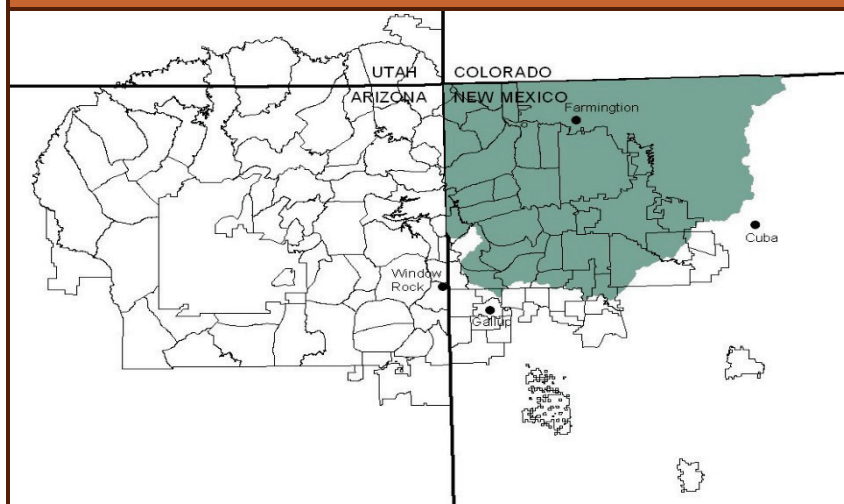 UTAH
COLORADO
ARIZONA
NEW MEXICO
Farmington
Cuba
Window
Rock
Gallup